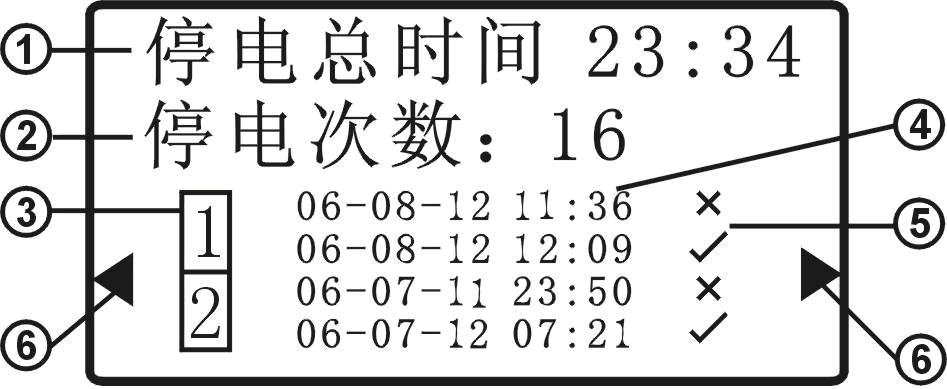 ① 停电总时间 23:34
② 停电次数：16 ④
③ 1 06-08-12 11:36 × ⑤
06-08-12 12:09 ✓
2 06-07-11 23:50 ×
⑥ 06-07-12 07:21 ✓ ⑥